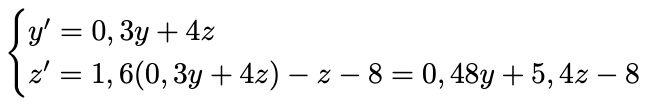 y′ = 0, 3y + 4z
z′ = 1, 6(0, 3y + 4z) − z − 8 = 0, 48y + 5, 4z − 8